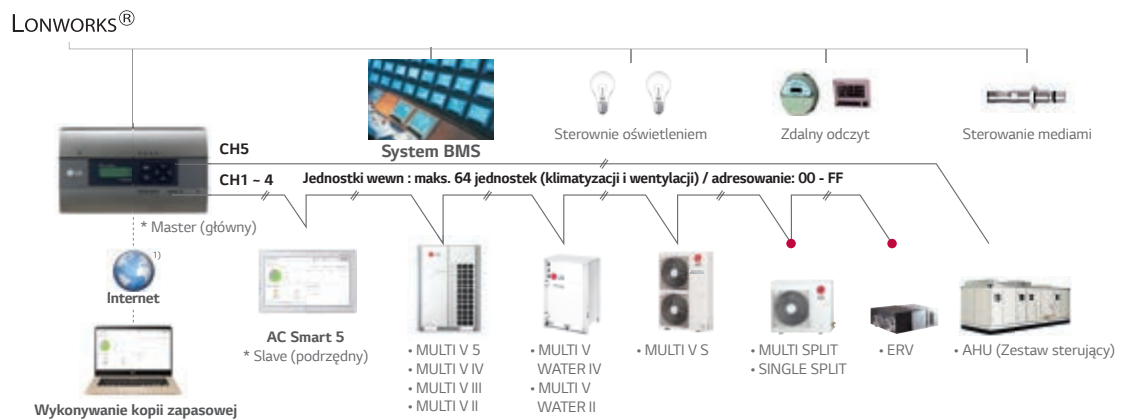 LONWORKS®
System BMS
Sterownie oświetleniem
Zdalny odczyt
Sterowanie mediami
CH5
CH1 ~ 4
Jednostki wewn : maks. 64 jednostek (klimatyzacji i wentylacji) / adresowanie: 00 - FF
* Master (główny)
1)
Internet
Wykonywanie kopii zapasowej
AC Smart 5
* Slave (podrzędny)
• MULTI V 5
• MULTI V IV
• MULTI V III
• MULTI V II
• MULTI V
WATER IV
• MULTI V
WATER II
• MULTI V S
• MULTI SPLIT
• SINGLE SPLIT
• ERV
• AHU (Zestaw sterujący)